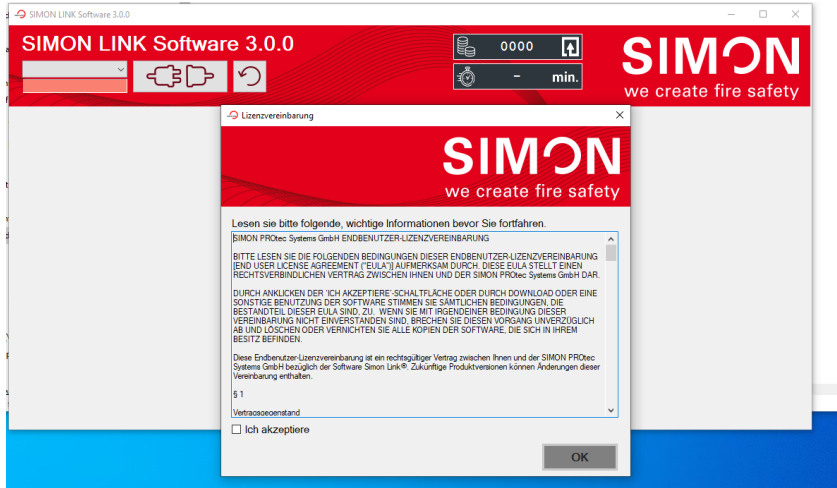 SIMON LINK Software 3.0.0
SIMON LINK Software 3.0.0
0000
- min.
SIMON
we create fire safety
Lizenzvereinbarung
SIMON
we create fire safety
Lesen sie bitte folgende, wichtige Informationen bevor Sie fortfahren.
SIMON PROtec Systems GmbH ENDBENUTZER-LIZENZVEREINBARUNG
BITTE LESEN SIE DIE FOLGENDEN BEDINGUNGEN DIESER ENDBENUTZER-LIZENZVEREINBARUNG
[END USER LICENSE AGREEMENT ("EULA")] AUFMERKSAM DURCH. DIESE EULA STELLT EINEN
RECHTSVERBINDLICHEN VERTRAG ZWISCHEN IHNEN UND DER SIMON PROtec Systems GmbH DAR.
DURCH ANKLICKEN DER 'ICH AKZEPTIERE'-SCHALTFLÄCHE ODER DURCH DOWNLOAD ODER EINE
SONSTIGE BENUTZUNG DER SOFTWARE STIMMEN SIE SÄMTLICHEN BEDINGUNGEN, DIE
BESTANDTEIL DIESER EULA SIND, ZU. WENN SIE MIT IRGENDEINER BEDINGUNG DIESER
VEREINBARUNG NICHT EINVERSTANDEN SIND, BRECHEN SIE DIESEN VORGANG UNVERZÜGLICH
AB UND LÖSCHEN ODER VERNICHTEN SIE ALLE KOPIEN DER SOFTWARE, DIE SICH IN IHREM
BESITZ BEFINDEN.
Diese Endbenutzer-Lizenzvereinbarung ist ein rechtsgültiger Vertrag zwischen Ihnen und der SIMON PROtec
Systems GmbH bezüglich der Software Simon Link®. Zukünftige Produktversionen können Änderungen dieser
Vereinbarung enthalten.
§ 1
Vertragsgegenstand
Ich akzeptiere
OK